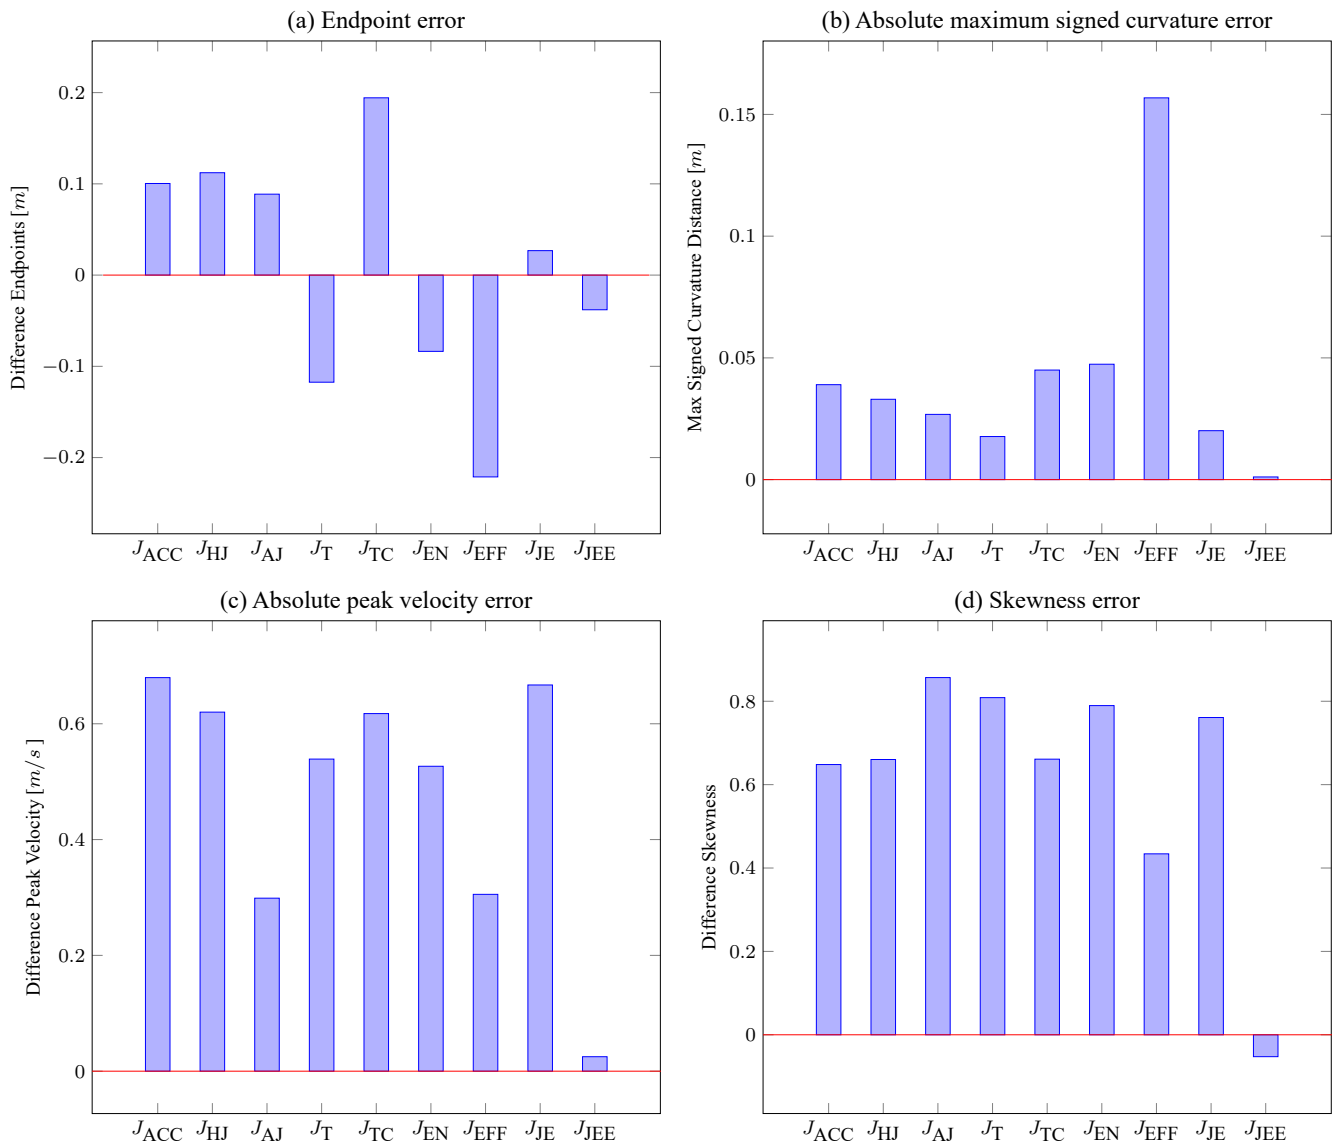 (a) Endpoint error
Difference Endpoints [m]
0.2
0.1
0
−0.1
−0.2
J_ACC J_HJ J_AJ J_T J_TC J_EN J_EFF J_JE J_JEE
(b) Absolute maximum signed curvature error
Max Signed Curvature Distance [m]
0.15
0.1
0.05
0
J_ACC J_HJ J_AJ J_T J_TC J_EN J_EFF J_JE J_JEE
(c) Absolute peak velocity error
Difference Peak Velocity [m/s ]
0.6
0.4
0.2
0
J_ACC J_HJ J_AJ J_T J_TC J_EN J_EFF J_JE J_JEE
(d) Skewness error
Difference Skewness
0.8
0.6
0.4
0.2
0
J_ACC J_HJ J_AJ J_T J_TC J_EN J_EFF J_JE J_JEE